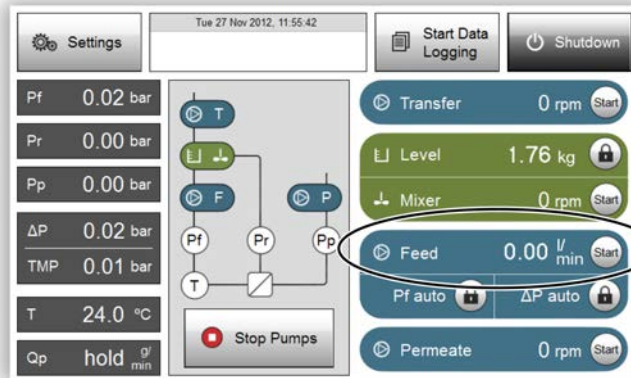 Settings
Tue 27 Nov 2012, 11:55:42
Start Data
Logging
Shutdown
Pf 0.02 bar
Pr 0.00 bar
Pp 0.00 bar
ΔP 0.02 bar
TMP 0.01 bar
T 24.0 °C
Qp hold g/min
T
F
P
Pf
Pr
Pp
T
Stop Pumps
Transfer 0 rpm Start
Level 1.76 kg
Mixer 0 rpm Start
Feed 0.00 l/min Start
Pf auto ΔP auto
Permeate 0 rpm Start